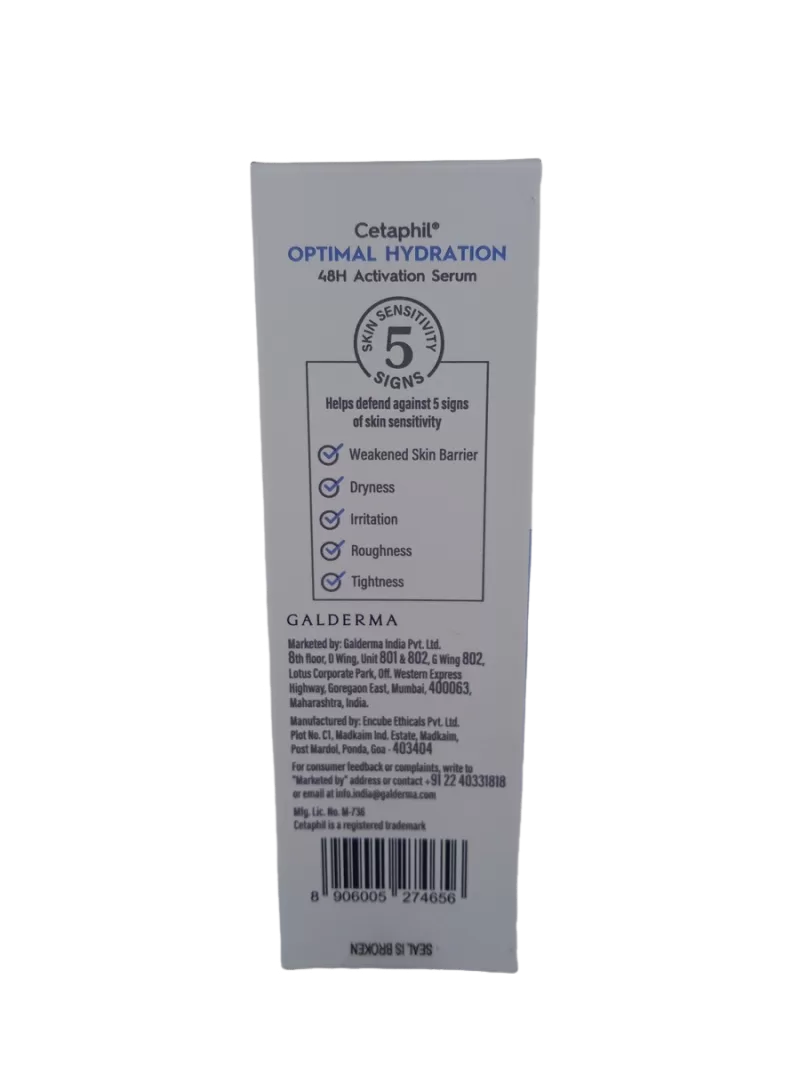 Cetaphil®
OPTIMAL HYDRATION
48H Activation Serum
SKIN SENSITIVITY
5
SIGNS
Helps defend against 5 signs
of skin sensitivity
Weakened Skin Barrier
Dryness
Irritation
Roughness
Tightness
GALDERMA
Marketed by: Galderma India Pvt. Ltd.
8th floor, D Wing, Unit 801 & 802, G Wing 802,
Lotus Corporate Park, Off. Western Express
Highway, Goregaon East, Mumbai, 400063,
Maharashtra, India.
Manufactured by: Encube Ethicals Pvt. Ltd.
Plot No. C1, Madkaim Ind. Estate, Madkaim,
Post Mardol, Ponda, Goa - 403404
For consumer feedback or complaints, write to
"Marketed by" address or contact +91 22 40331818
or email at info.india@galderma.com
Mfg. Lic. No. M-736
Cetaphil is a registered trademark
8 906005 274656
SEAL IS BROKEN